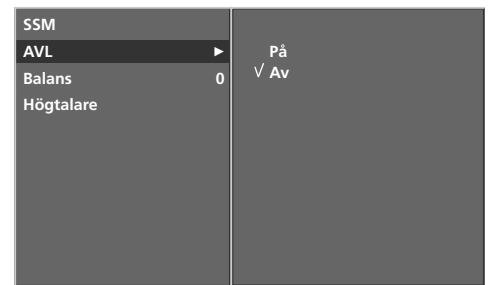 SSM
AVL ►
Balans 0
Högtalare
På
√ Av